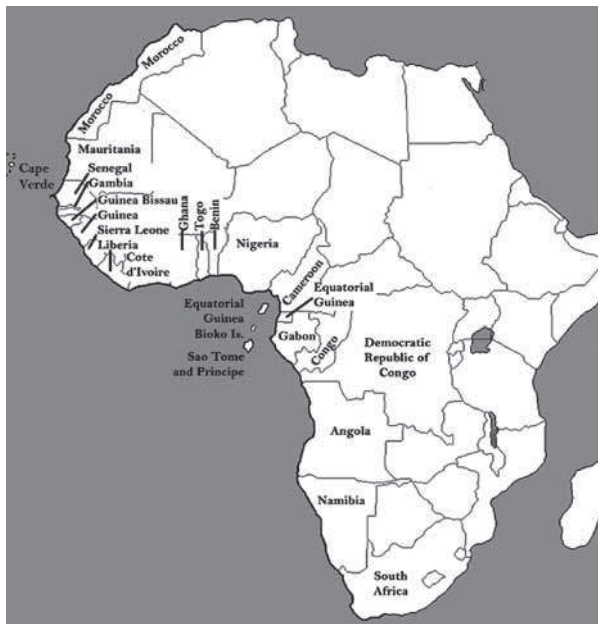 Morocco
Morocco
Mauritania
Cape
Verde
Senegal
Gambia
Guinea Bissau
Guinea
Sierra Leone
Liberia
Cote
d'Ivoire
Ghana
Togo
Benin
Nigeria
Cameroon
Equatorial
Guinea
Equatorial
Guinea
Bioko Is.
Sao Tome
and Principe
Gabon
Congo
Democratic
Republic of
Congo
Angola
Namibia
South
Africa